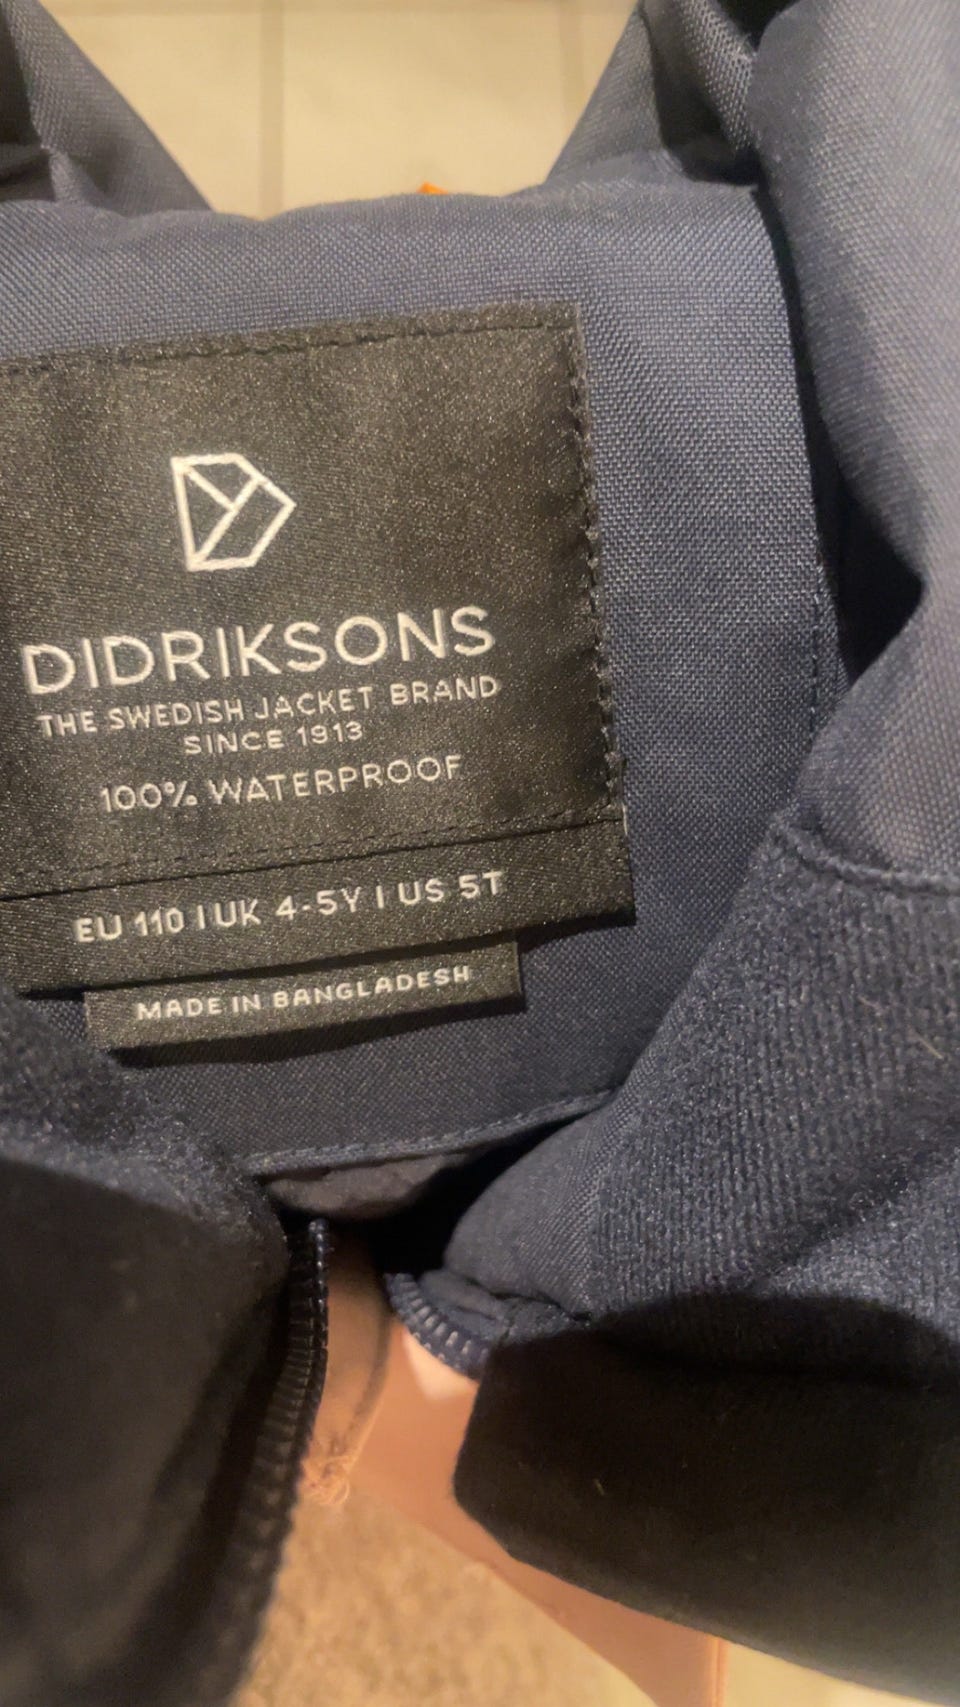 DIDRIKSONS
THE SWEDISH JACKET BRAND
SINCE 1913
100% WATERPROOF
EU 110 I UK 4-5Y I US 5T
MADE IN BANGLADESH